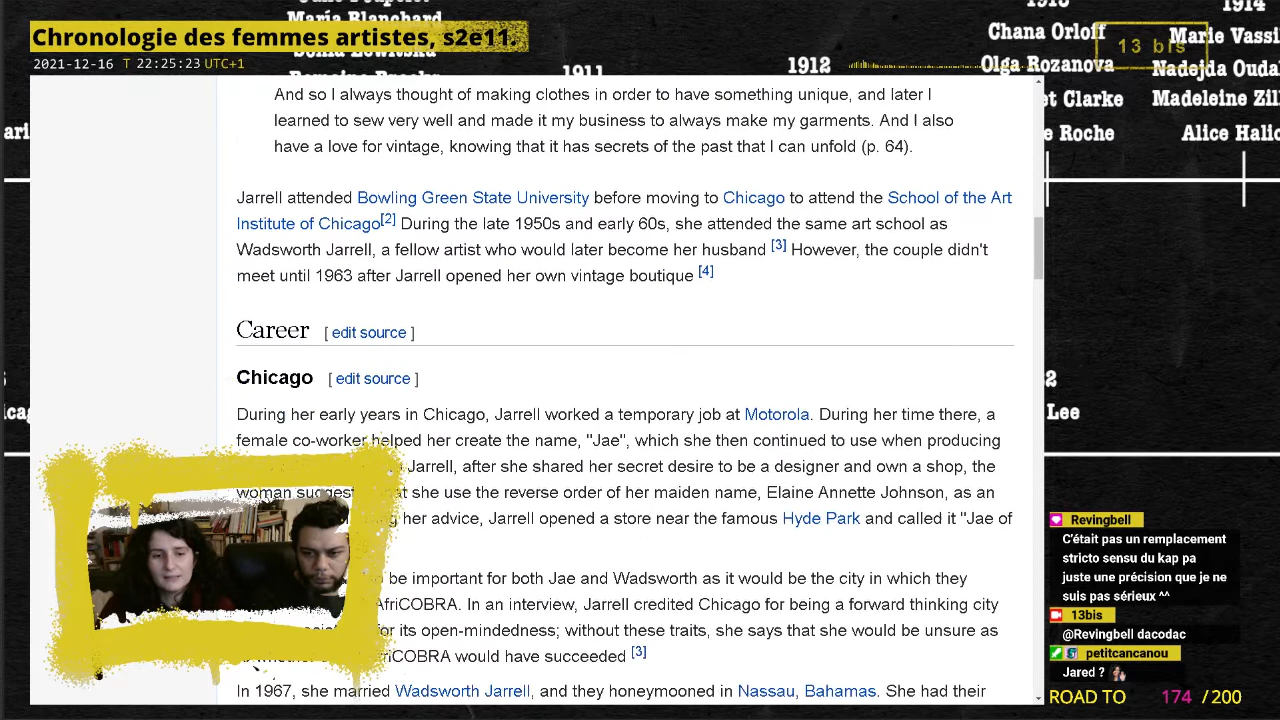 María Blanchard
1914
Chronologie des femmes artistes, s2e11.
Chana Orloff
Marie Vassil
13 bis
2021-12-16 T 22:25:23 UTC+1
1911
1912
Olga Rozanova
Nadejda Oudal
et Clarke
Madeleine Zill
e Roche
Alice Halic
And so I always thought of making clothes in order to have something unique, and later I
learned to sew very well and made it my business to always make my garments. And I also
have a love for vintage, knowing that it has secrets of the past that I can unfold (p. 64).
Jarrell attended Bowling Green State University before moving to Chicago to attend the School of the Art
Institute of Chicago[2] During the late 1950s and early 60s, she attended the same art school as
Wadsworth Jarrell, a fellow artist who would later become her husband [3] However, the couple didn't
meet until 1963 after Jarrell opened her own vintage boutique [4]
Career [ edit source ]
Chicago [ edit source ]
Lee
During her early years in Chicago, Jarrell worked a temporary job at Motorola. During her time there, a
female co-worker helped her create the name, "Jae", which she then continued to use when producing
Jarrell, after she shared her secret desire to be a designer and own a shop, the
woman suggest at she use the reverse order of her maiden name, Elaine Annette Johnson, as an
g her advice, Jarrell opened a store near the famous Hyde Park and called it "Jae of
be important for both Jae and Wadsworth as it would be the city in which they
AfriCOBRA. In an interview, Jarrell credited Chicago for being a forward thinking city
or its open-mindedness; without these traits, she says that she would be unsure as
riCOBRA would have succeeded [3]
In 1967, she married Wadsworth Jarrell, and they honeymooned in Nassau, Bahamas. She had their
Revingbell
C'était pas un remplacement
stricto sensu du kap pa
juste une précision que je ne
suis pas sérieux ^^
13bis
@Revingbell dacodac
petitcancanou
Jared ?
ROAD TO 174 / 200